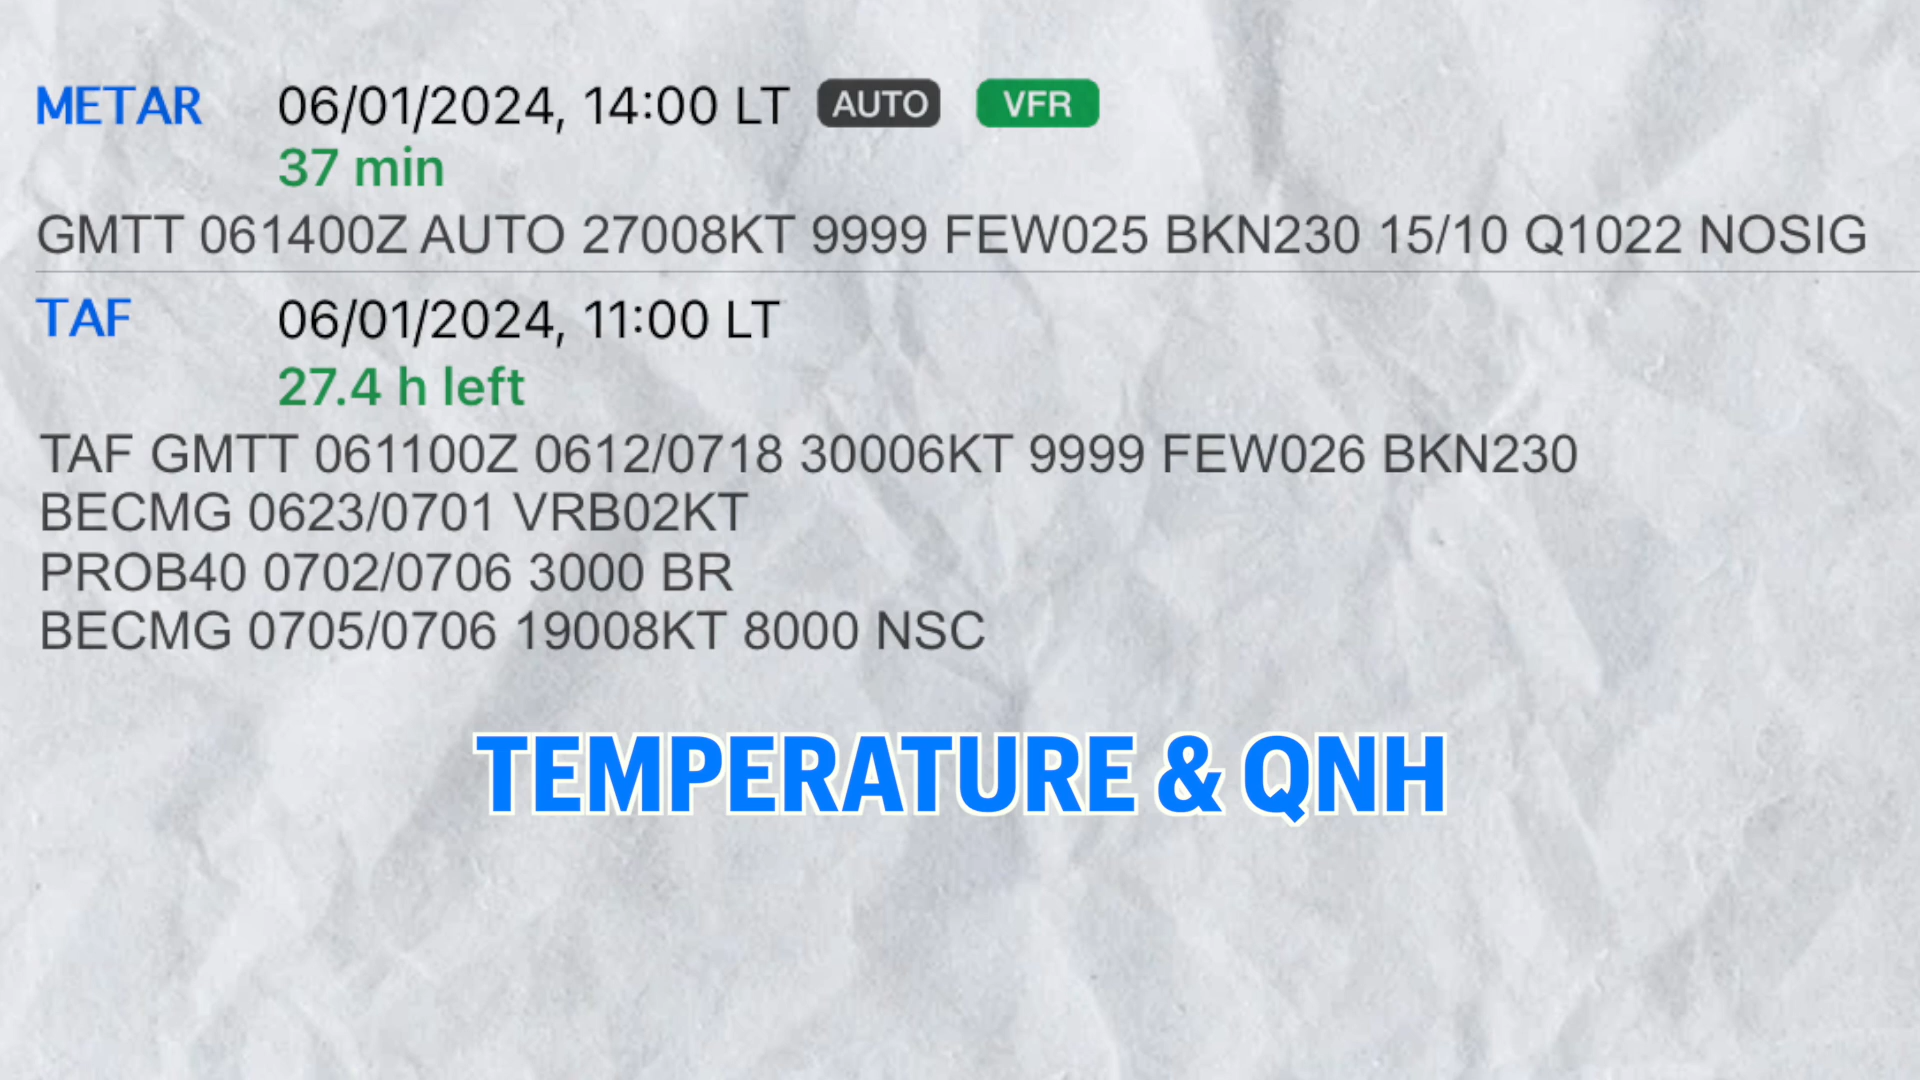 METAR 06/01/2024, 14:00 LT AUTO VFR
37 min
GMTT 061400Z AUTO 27008KT 9999 FEW025 BKN230 15/10 Q1022 NOSIG
TAF 06/01/2024, 11:00 LT
27.4 h left
TAF GMTT 061100Z 0612/0718 30006KT 9999 FEW026 BKN230
BECMG 0623/0701 VRB02KT
PROB40 0702/0706 3000 BR
BECMG 0705/0706 19008KT 8000 NSC
TEMPERATURE & QNH